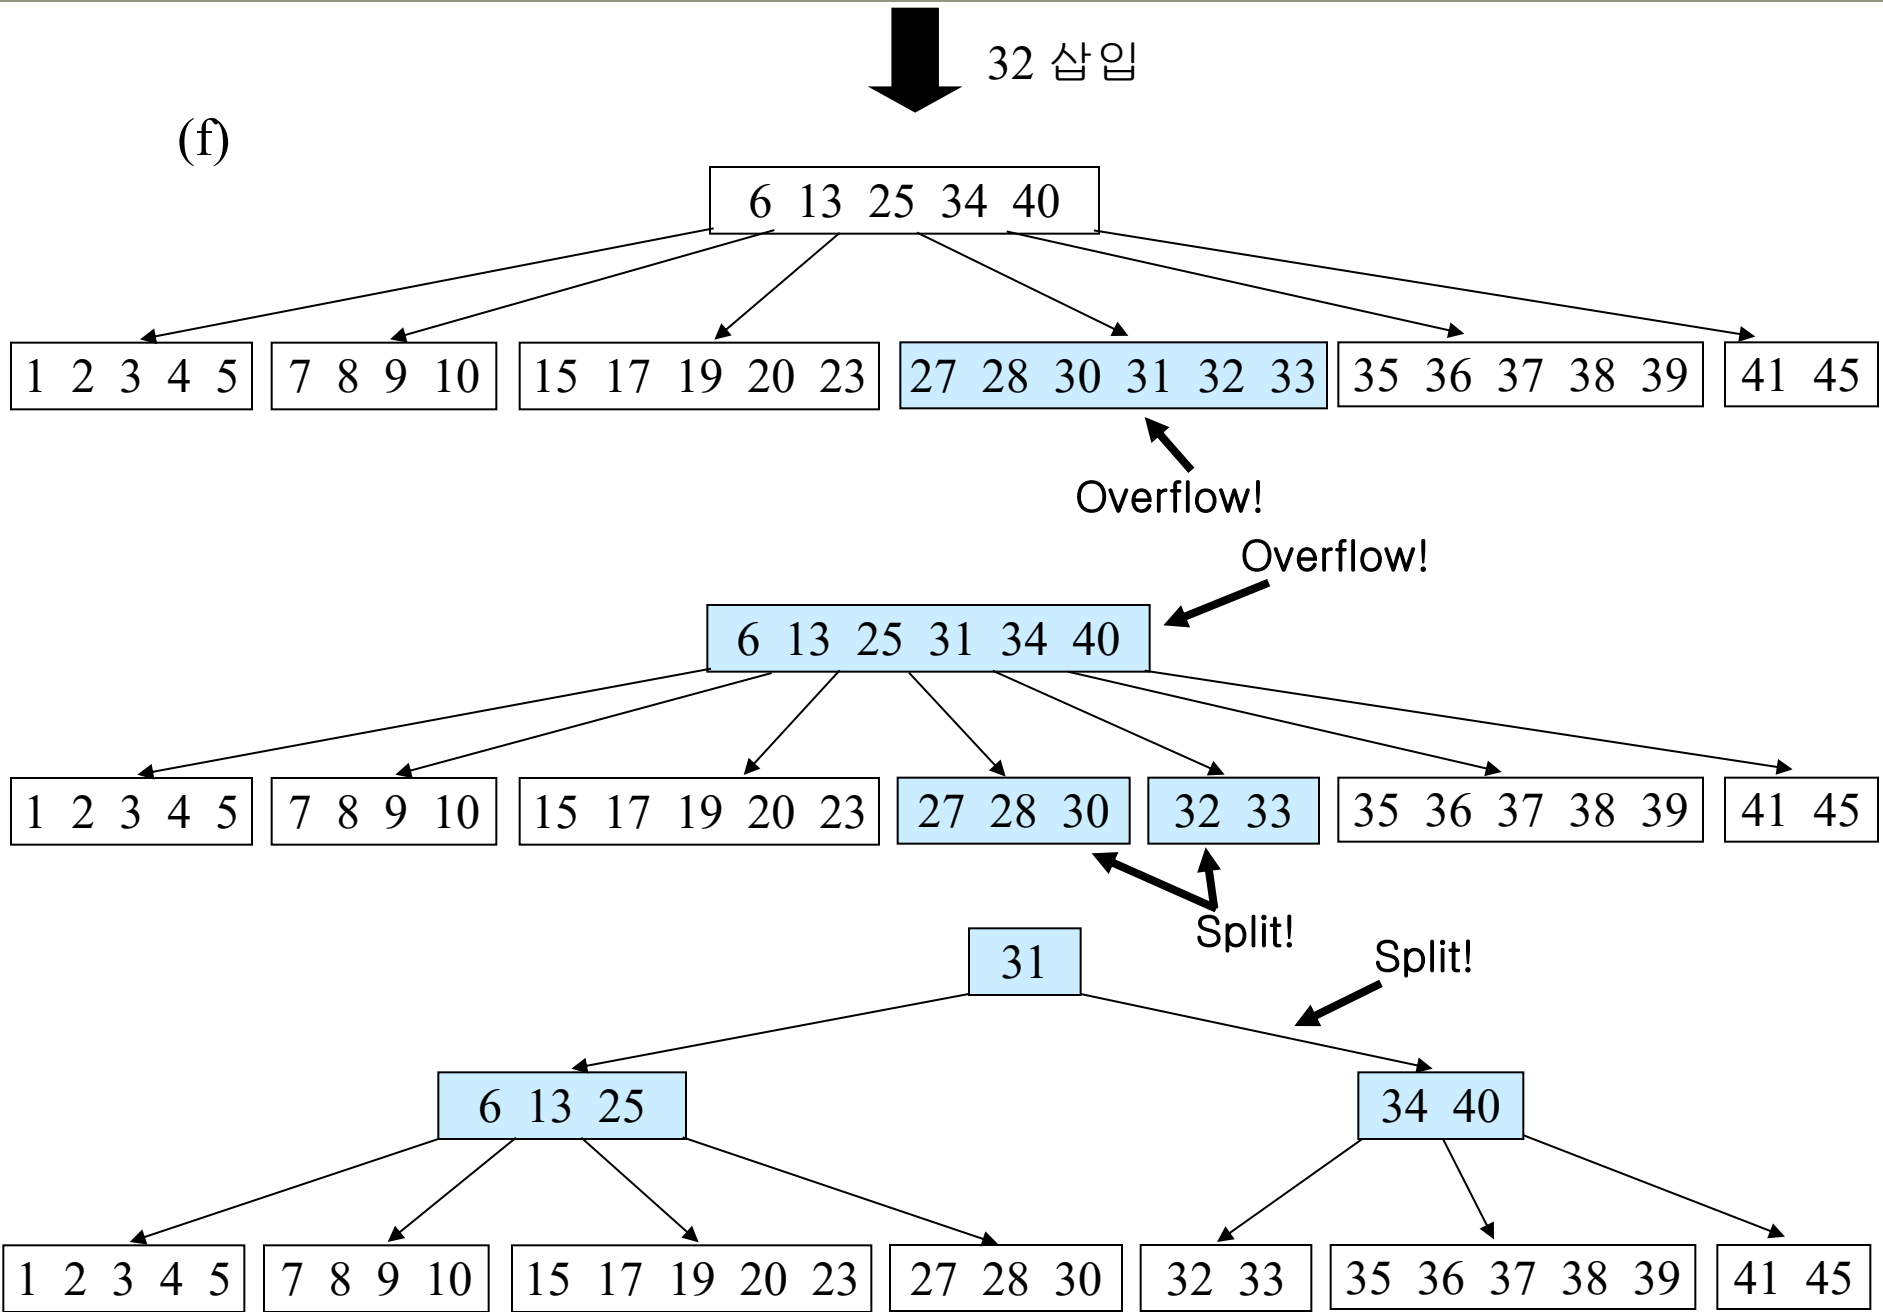 32 삽입
(f)
6 13 25 34 40
1 2 3 4 5 7 8 9 10 15 17 19 20 23 27 28 30 31 32 33 35 36 37 38 39 41 45
Overflow!
Overflow!
6 13 25 31 34 40
1 2 3 4 5 7 8 9 10 15 17 19 20 23 27 28 30 32 33 35 36 37 38 39 41 45
Split!
Split!
31
6 13 25 34 40
1 2 3 4 5 7 8 9 10 15 17 19 20 23 27 28 30 32 33 35 36 37 38 39 41 45